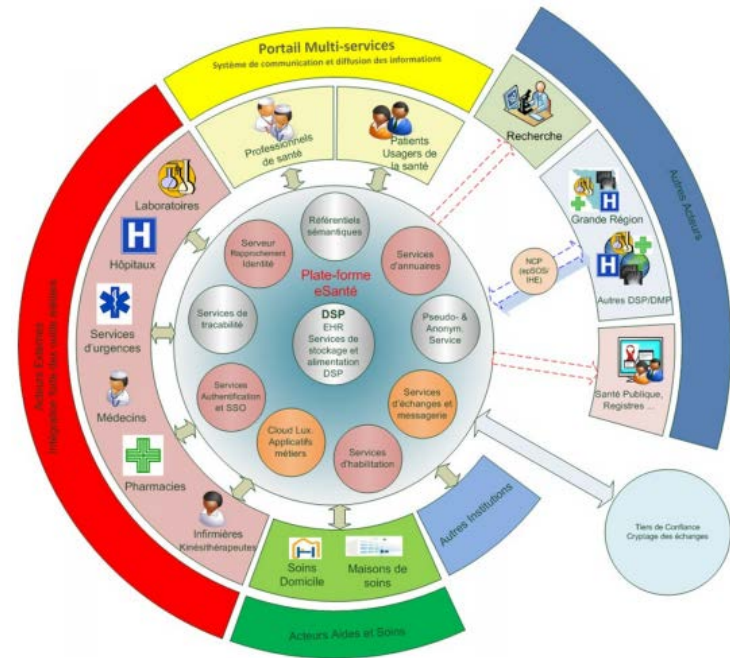 Portail Multi-services
Système de communication et diffusion des informations
Professionnels
de santé
Patients
Usagers de
la santé
Recherche
Autres Acteurs
Grande Région
Autres DSP/DMP
NCP
(epSOS/
IHE)
Santé Publique,
Registres ...
Laboratoires
Hôpitaux
Services
d'urgences
Médecins
Pharmacies
Infirmières
Kinésithérapeutes
Acteurs Externes
Intégration
Référentiels
sémantiques
Serveur
Rapprochement
Identité
Services
d'annuaires
Plate-forme
eSanté
Services de
tracabilité
DSP
EHR
Services de
stockage et
alimentation
DSP
Pseudo- &
Anonym.
Service
Services
Authentification
et SSO
Services
d'échanges et
messagerie
Cloud Lux.
Applicatifs
métiers
Services
d'habilitation
Autres Institutions
Soins
Domicile
Maisons de
soins
Acteurs Aides et Soins
Tiers de Confiance
Cryptage des échanges
H
H
H
H